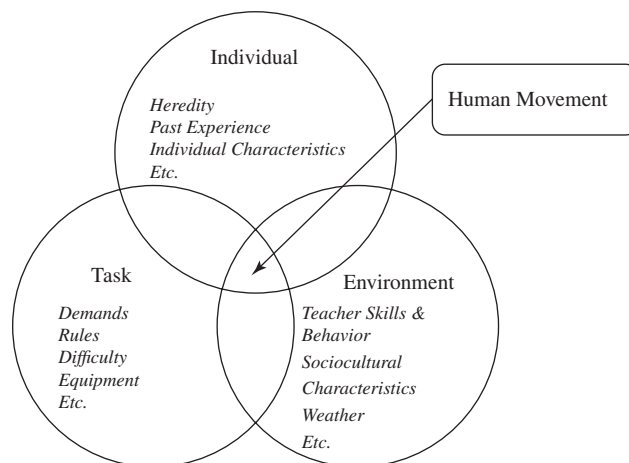 Individual
Heredity
Past Experience
Individual Characteristics
Etc.
Human Movement
Task
Demands
Rules
Difficulty
Equipment
Etc.
Environment
Teacher Skills &
Behavior
Sociocultural
Characteristics
Weather
Etc.